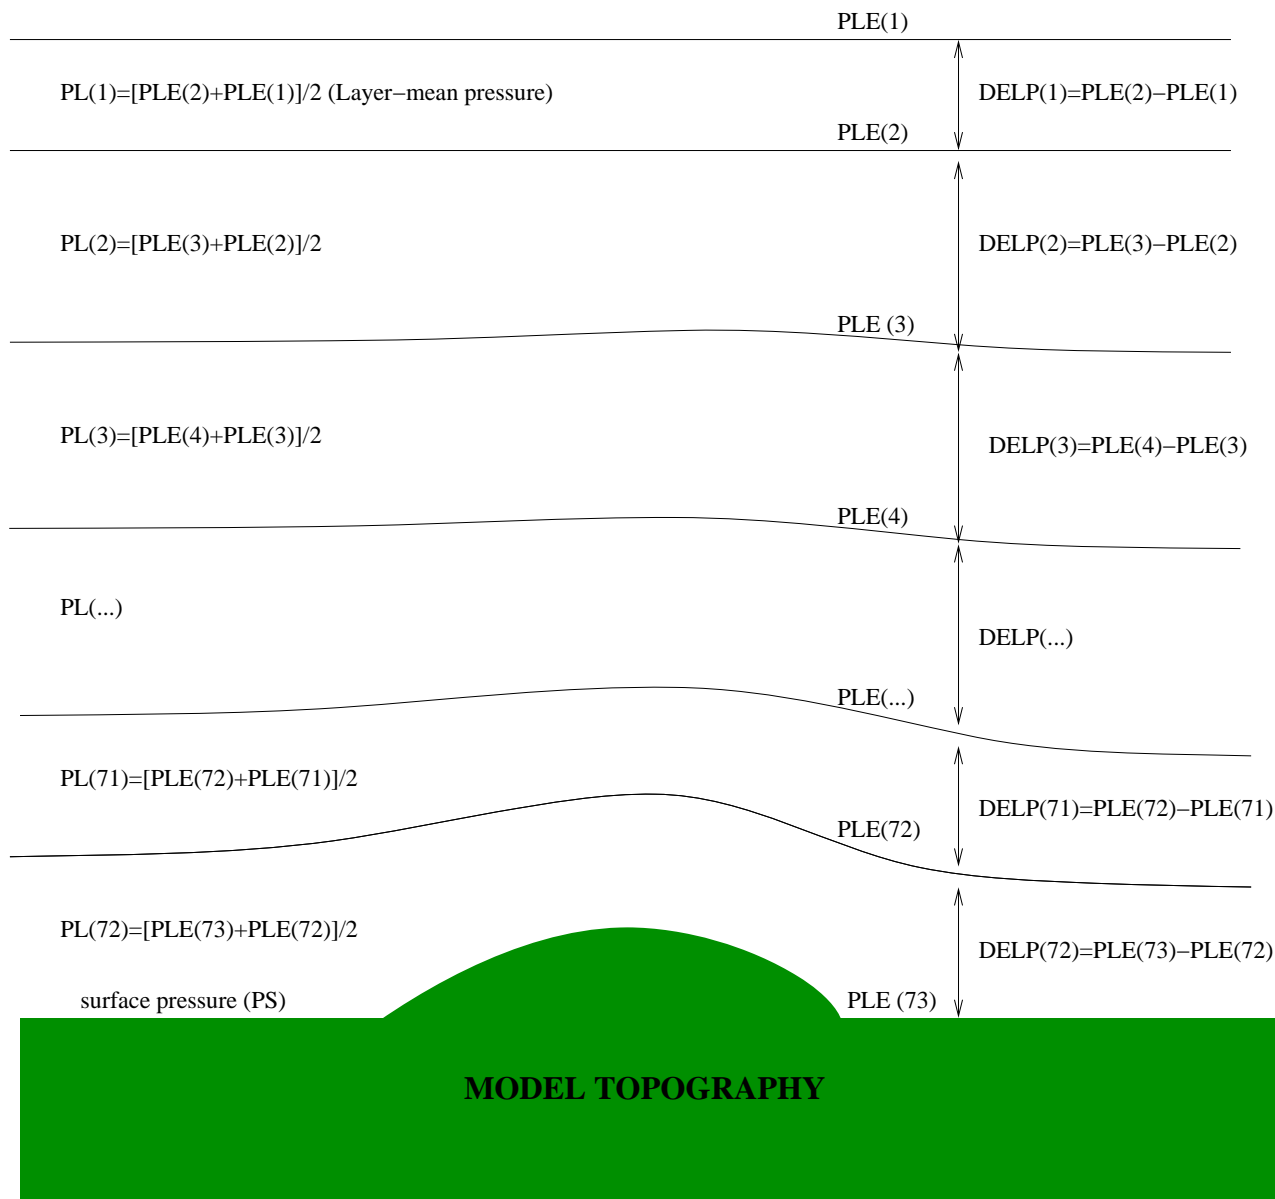 PLE(1)
PL(1)=[PLE(2)+PLE(1)]/2 (Layer−mean pressure)
DELP(1)=PLE(2)−PLE(1)
PLE(2)
PL(2)=[PLE(3)+PLE(2)]/2
DELP(2)=PLE(3)−PLE(2)
PLE (3)
PL(3)=[PLE(4)+PLE(3)]/2
DELP(3)=PLE(4)−PLE(3)
PLE(4)
PL(...)
DELP(...)
PLE(...)
PL(71)=[PLE(72)+PLE(71)]/2
DELP(71)=PLE(72)−PLE(71)
PLE(72)
PL(72)=[PLE(73)+PLE(72)]/2
DELP(72)=PLE(73)−PLE(72)
surface pressure (PS)
PLE (73)
MODEL TOPOGRAPHY